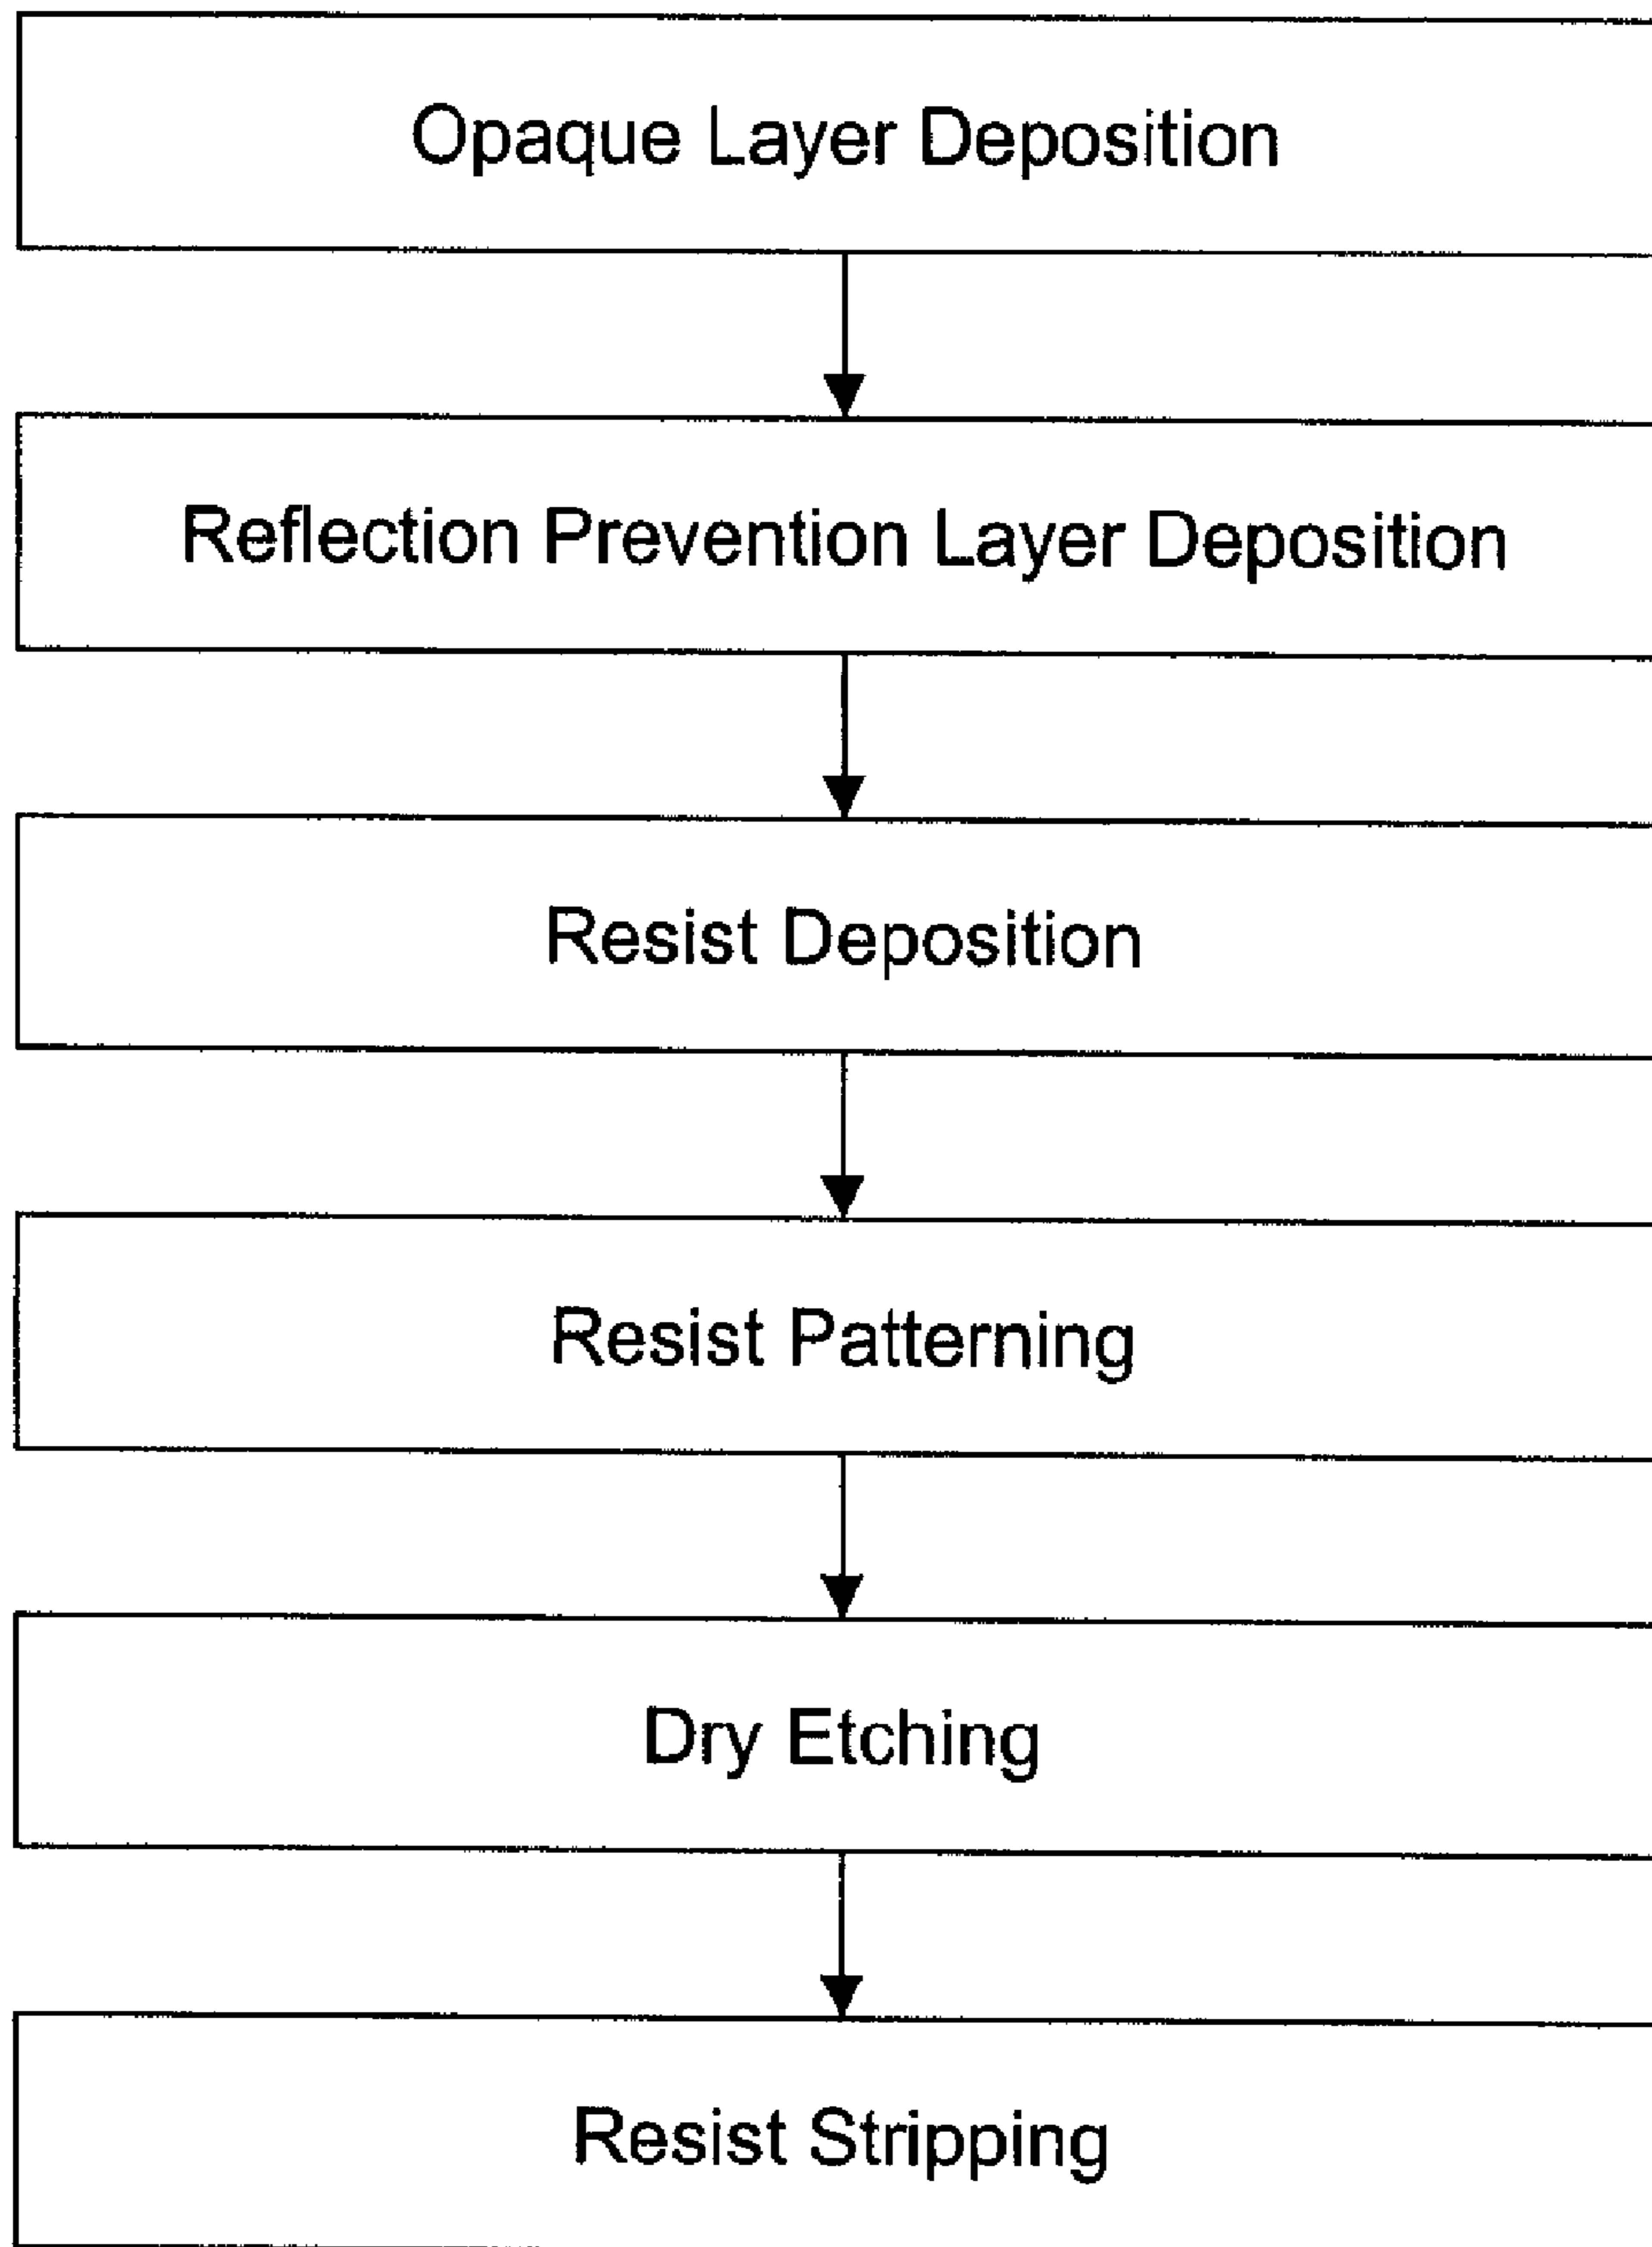 Opaque Layer Deposition
Reflection Prevention Layer Deposition
Resist Deposition
Resist Patterning
Dry Etching
Resist Stripping